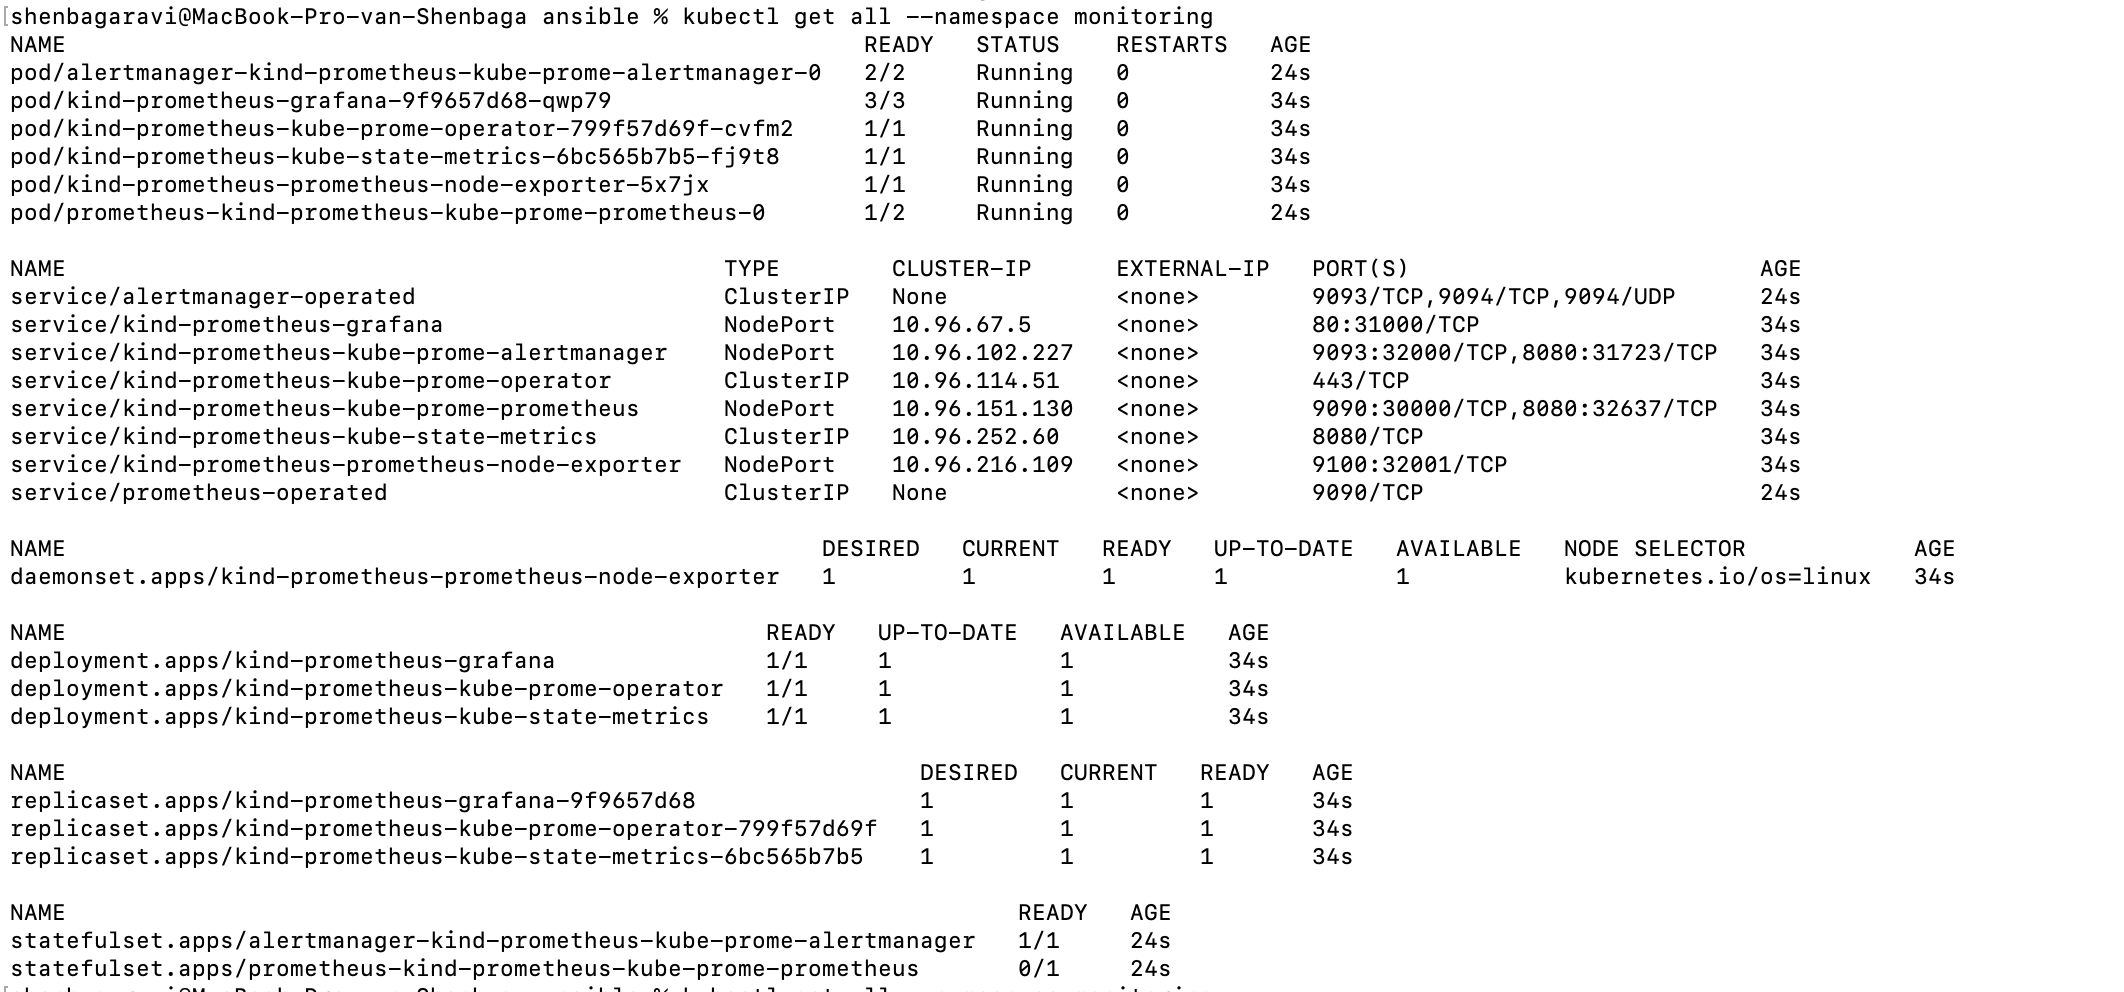 shenbagaravi@MacBook-Pro-van-Shenbaga ansible % kubectl get all --namespace monitoring
NAME READY STATUS RESTARTS AGE
pod/alertmanager-kind-prometheus-kube-prome-alertmanager-0 2/2 Running 0 24s
pod/kind-prometheus-grafana-9f9657d68-qwp79 3/3 Running 0 34s
pod/kind-prometheus-kube-prome-operator-799f57d69f-cvfm2 1/1 Running 0 34s
pod/kind-prometheus-kube-state-metrics-6bc565b7b5-fj9t8 1/1 Running 0 34s
pod/kind-prometheus-prometheus-node-exporter-5x7jx 1/1 Running 0 34s
pod/prometheus-kind-prometheus-kube-prome-prometheus-0 1/2 Running 0 24s
NAME TYPE CLUSTER-IP EXTERNAL-IP PORT(S) AGE
service/alertmanager-operated ClusterIP None <none> 9093/TCP,9094/TCP,9094/UDP 24s
service/kind-prometheus-grafana NodePort 10.96.67.5 <none> 80:31000/TCP 34s
service/kind-prometheus-kube-prome-alertmanager NodePort 10.96.102.227 <none> 9093:32000/TCP,8080:31723/TCP 34s
service/kind-prometheus-kube-prome-operator ClusterIP 10.96.114.51 <none> 443/TCP 34s
service/kind-prometheus-kube-prome-prometheus NodePort 10.96.151.130 <none> 9090:30000/TCP,8080:32637/TCP 34s
service/kind-prometheus-kube-state-metrics ClusterIP 10.96.252.60 <none> 8080/TCP 34s
service/kind-prometheus-prometheus-node-exporter NodePort 10.96.216.109 <none> 9100:32001/TCP 34s
service/prometheus-operated ClusterIP None <none> 9090/TCP 24s
NAME DESIRED CURRENT READY UP-TO-DATE AVAILABLE NODE SELECTOR AGE
daemonset.apps/kind-prometheus-prometheus-node-exporter 1 1 1 1 1 kubernetes.io/os=linux 34s
NAME READY UP-TO-DATE AVAILABLE AGE
deployment.apps/kind-prometheus-grafana 1/1 1 1 34s
deployment.apps/kind-prometheus-kube-prome-operator 1/1 1 1 34s
deployment.apps/kind-prometheus-kube-state-metrics 1/1 1 1 34s
NAME DESIRED CURRENT READY AGE
replicaset.apps/kind-prometheus-grafana-9f9657d68 1 1 1 34s
replicaset.apps/kind-prometheus-kube-prome-operator-799f57d69f 1 1 1 34s
replicaset.apps/kind-prometheus-kube-state-metrics-6bc565b7b5 1 1 1 34s
NAME READY AGE
statefulset.apps/alertmanager-kind-prometheus-kube-prome-alertmanager 1/1 24s
statefulset.apps/prometheus-kind-prometheus-kube-prome-prometheus 0/1 24s